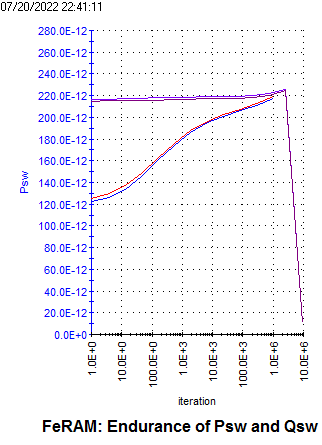 07/20/2022 22:41:11
280.0E-12
260.0E-12
240.0E-12
220.0E-12
200.0E-12
180.0E-12
160.0E-12
140.0E-12
120.0E-12
100.0E-12
80.0E-12
60.0E-12
40.0E-12
20.0E-12
0.0E+0
Psw
1.0E+0
10.0E+0
100.0E+0
1.0E+3
10.0E+3
100.0E+3
1.0E+6
10.0E+6
iteration
FeRAM: Endurance of Psw and Qsw